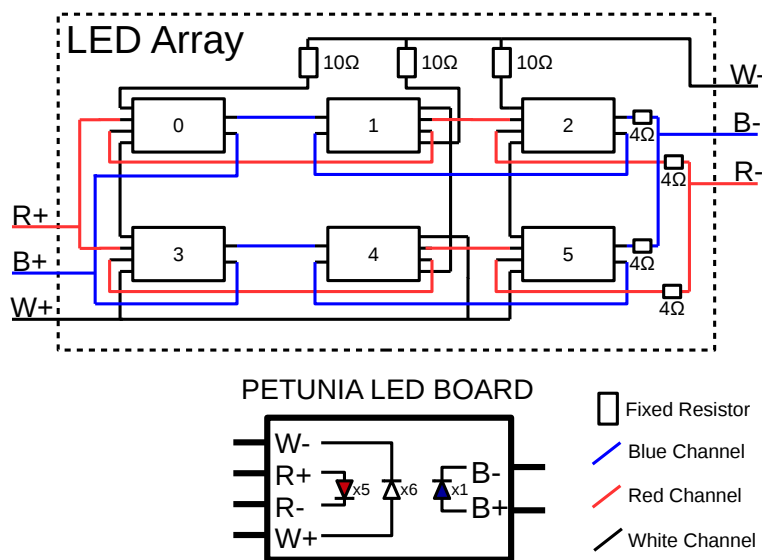 LED Array
10Ω 10Ω 10Ω
W-
0 1 2
4Ω
B-
4Ω
R-
R+
3 4 5
B+
4Ω
W+
4Ω
PETUNIA LED BOARD
W-
R+ x5 x6 x1 B-
R- B+
W+
Fixed Resistor
Blue Channel
Red Channel
White Channel